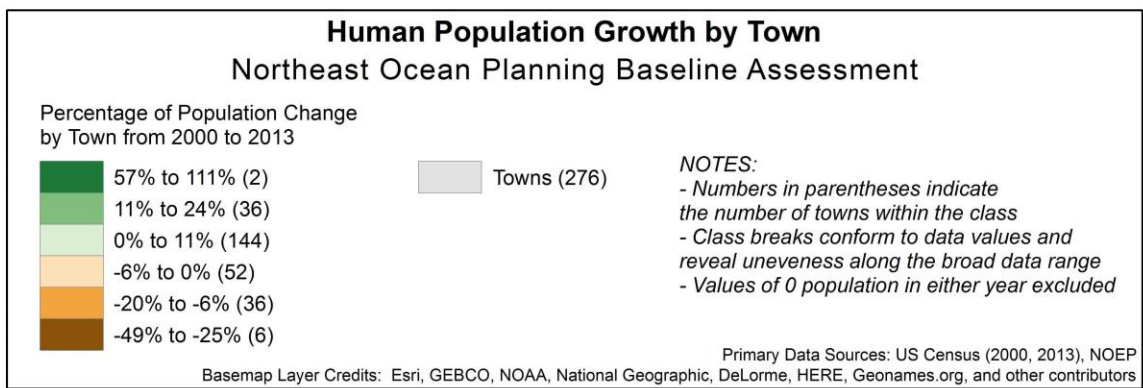 Human Population Growth by Town
Northeast Ocean Planning Baseline Assessment
Percentage of Population Change
by Town from 2000 to 2013
57% to 111% (2)
11% to 24% (36)
0% to 11% (144)
-6% to 0% (52)
-20% to -6% (36)
-49% to -25% (6)
Towns (276)
NOTES:
- Numbers in parentheses indicate
the number of towns within the class
- Class breaks conform to data values and
reveal uneveness along the broad data range
- Values of 0 population in either year excluded
Primary Data Sources: US Census (2000, 2013), NOEP
Basemap Layer Credits: Esri, GEBCO, NOAA, National Geographic, DeLorme, HERE, Geonames.org, and other contributors